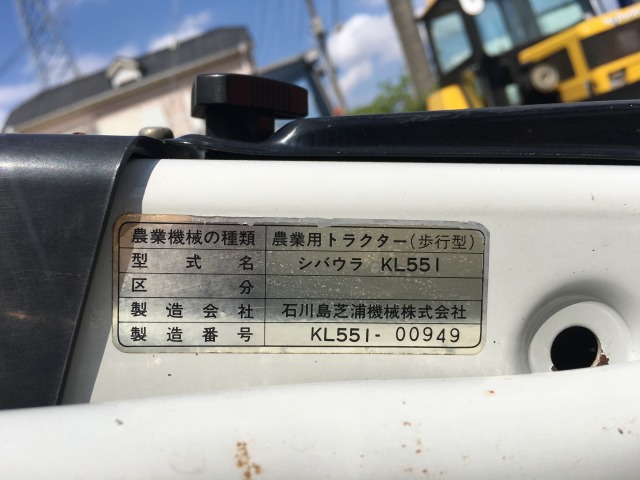 農業機械の種類 農業用トラクター(歩行型)
型式名 シバウラ KL551
区分
製造会社 石川島芝浦機械株式会社
製造番号 KL551-00949